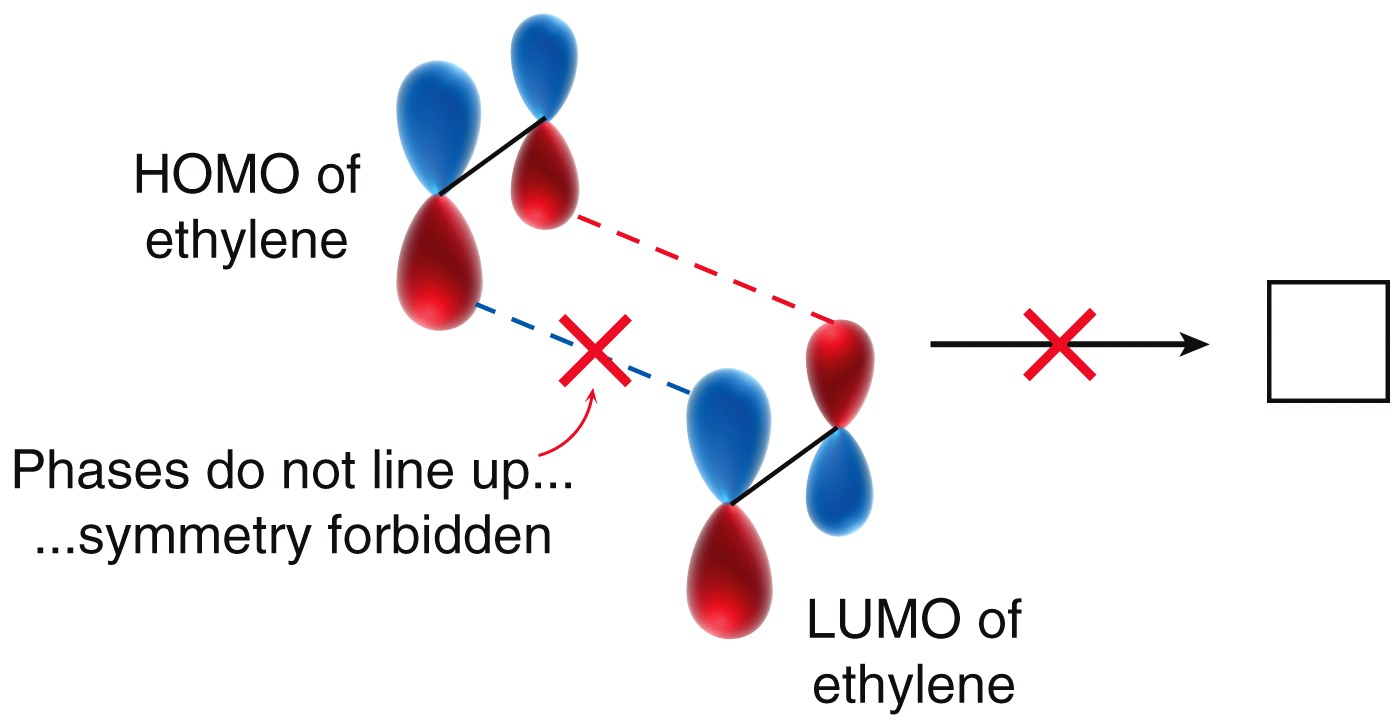 HOMO of
ethylene
Phases do not line up...
...symmetry forbidden
LUMO of
ethylene